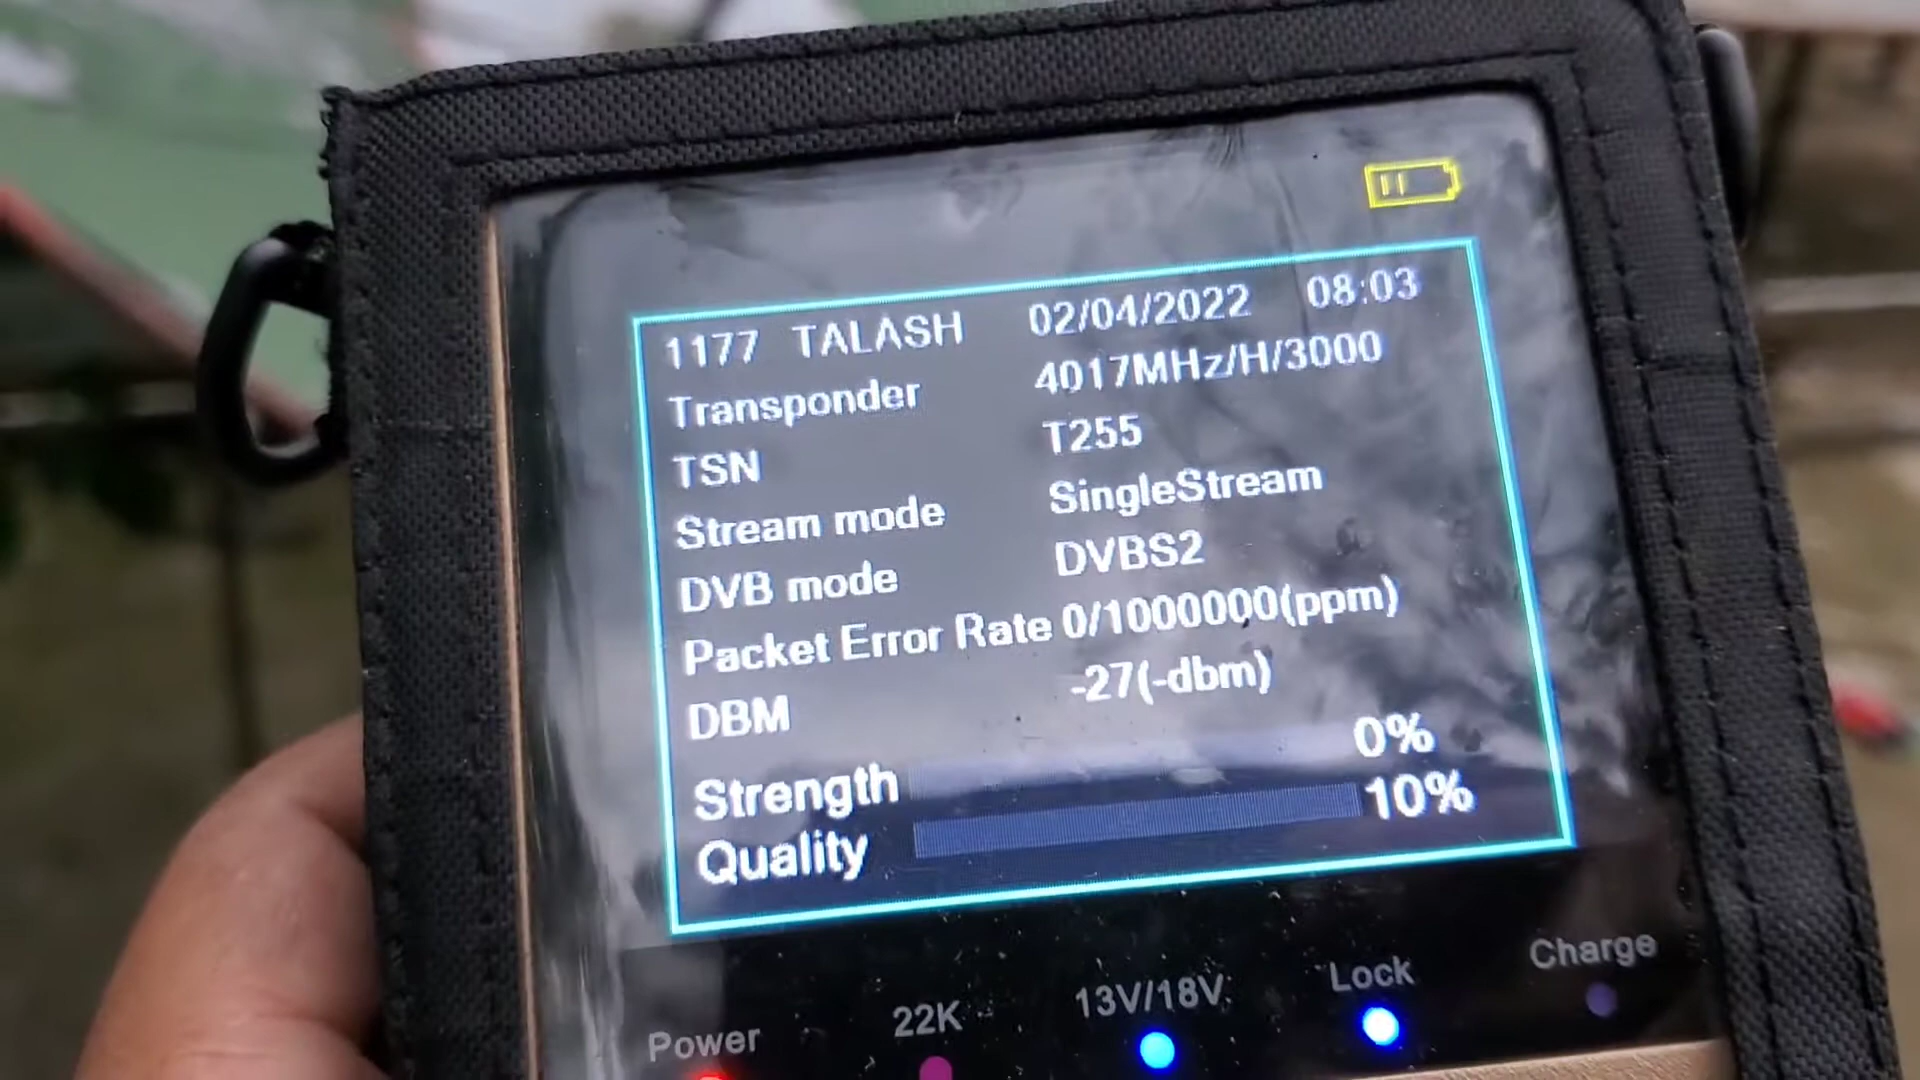 1177 TALASH 02/04/2022 08:03
Transponder 4017MHz/H/3000
TSN T255
Stream mode SingleStream
DVB mode DVBS2
Packet Error Rate 0/1000000(ppm)
DBM -27(-dbm)
Strength 0%
Quality 10%
Power 22K 13V/18V Lock Charge